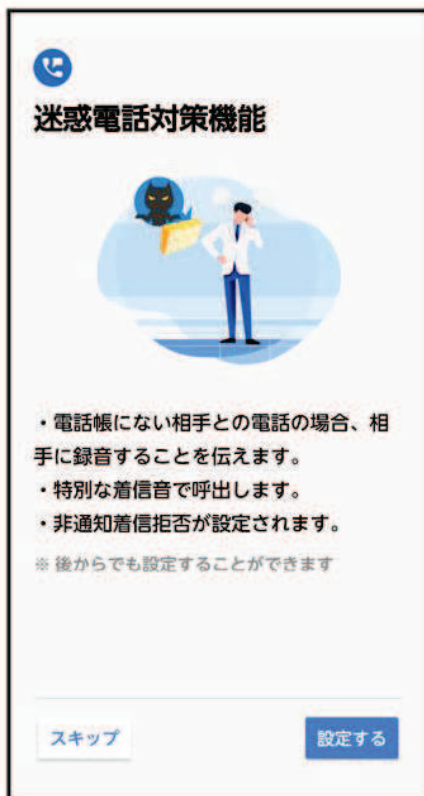 迷惑電話対策機能
・電話帳にない相手との電話の場合、相
手に録音することを伝えます。
・特別な着信音で呼出します。
・非通知着信拒否が設定されます。
※ 後からでも設定することができます
スキップ
設定する